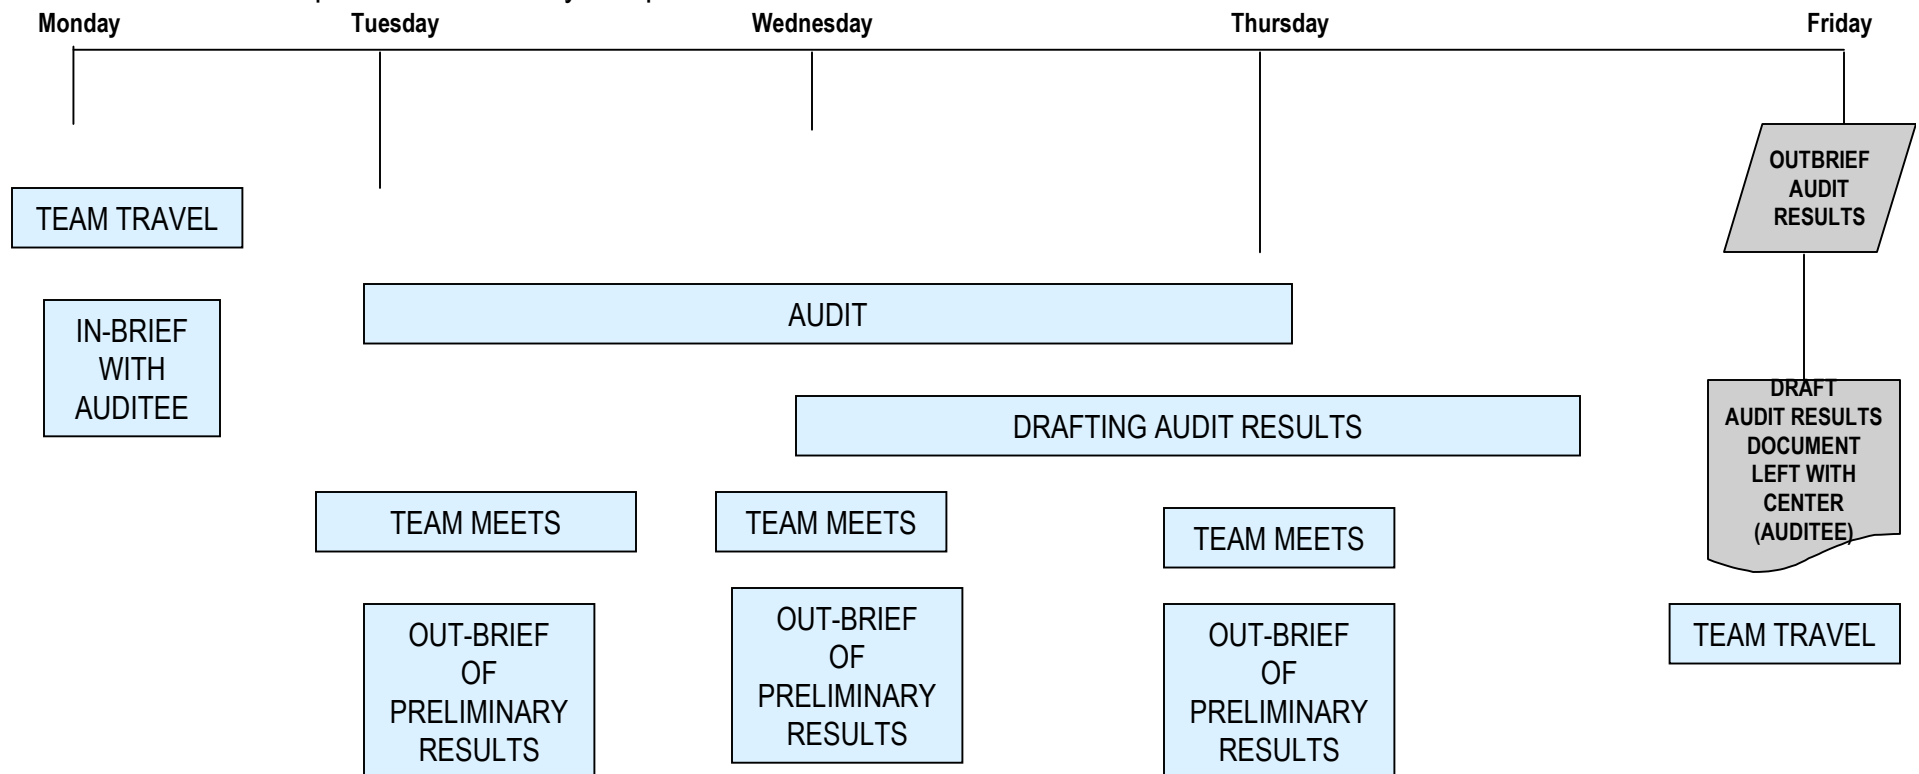 Monday Tuesday Wednesday Thursday Friday
OUTBRIEF
AUDIT
RESULTS
TEAM TRAVEL
AUDIT
IN-BRIEF
WITH
AUDITEE
DRAFT
AUDIT RESULTS
DOCUMENT
LEFT WITH
CENTER
(AUDITEE)
DRAFTING AUDIT RESULTS
TEAM MEETS
TEAM MEETS
TEAM MEETS
OUT-BRIEF
OF
PRELIMINARY
RESULTS
OUT-BRIEF
OF
PRELIMINARY
RESULTS
OUT-BRIEF
OF
PRELIMINARY
RESULTS
TEAM TRAVEL